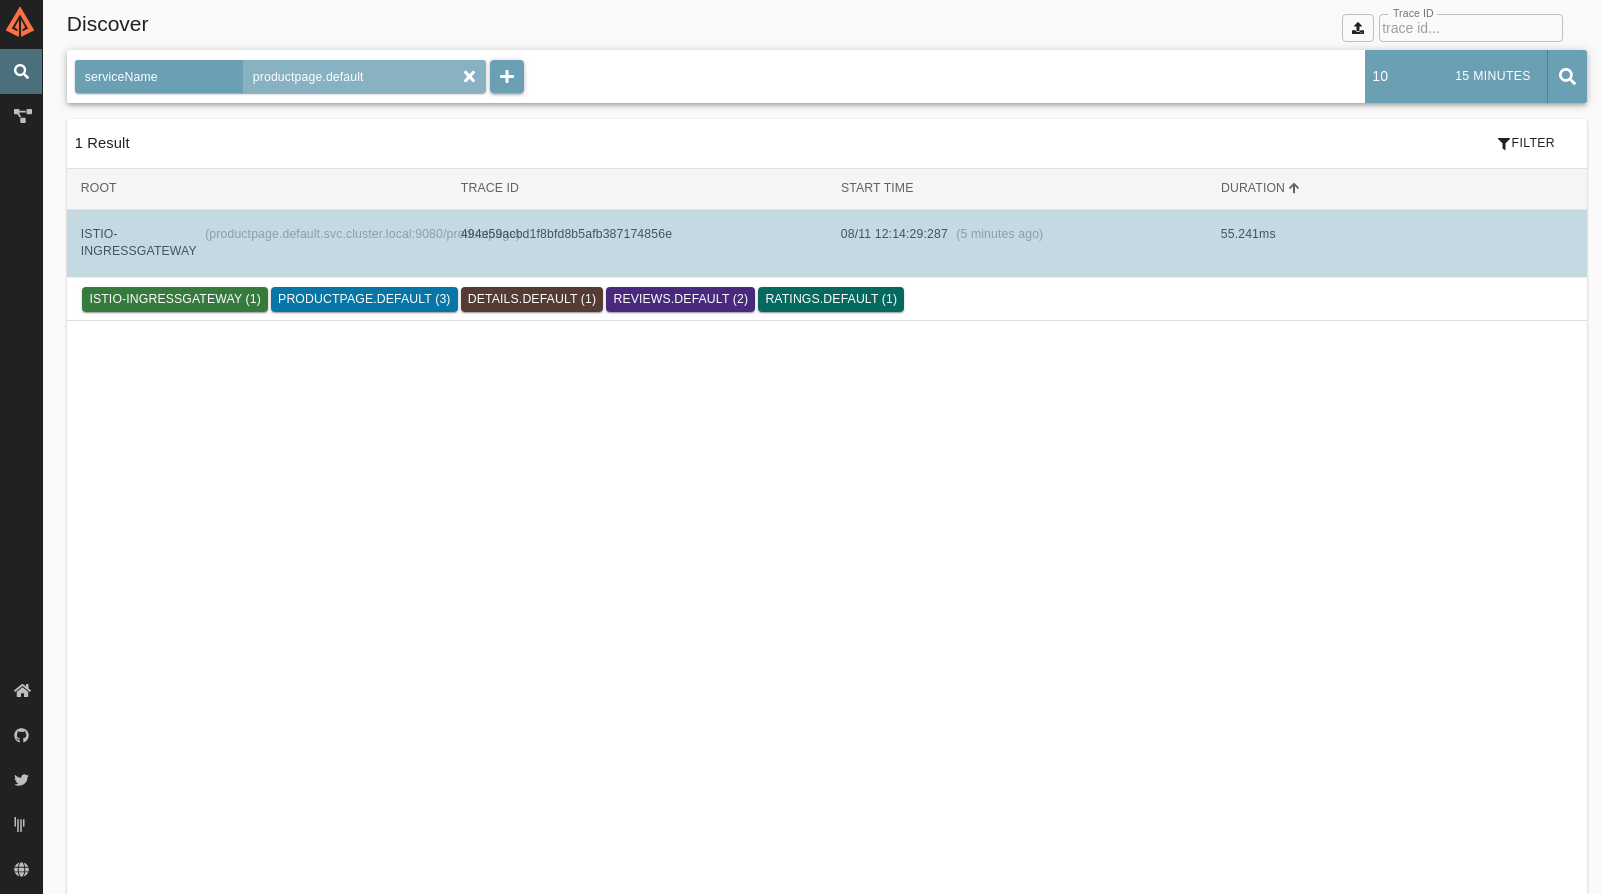 Discover
Trace ID
trace id...
serviceName productpage.default
10 15 MINUTES
1 Result
FILTER
ROOT TRACE ID START TIME DURATION
ISTIO-INGRESSGATEWAY (productpage.default.svc.cluster.local:9080/productpage) 494e59acbd1f8bfd8b5afb387174856e 08/11 12:14:29:287 (5 minutes ago) 55.241ms
ISTIO-INGRESSGATEWAY (1) PRODUCTPAGE.DEFAULT (3) DETAILS.DEFAULT (1) REVIEWS.DEFAULT (2) RATINGS.DEFAULT (1)